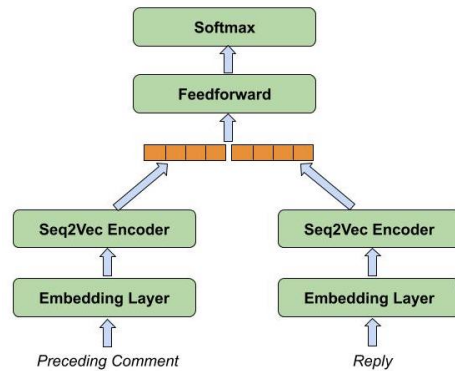 Softmax
Feedforward
Seq2Vec Encoder
Seq2Vec Encoder
Embedding Layer
Embedding Layer
Preceding Comment
Reply